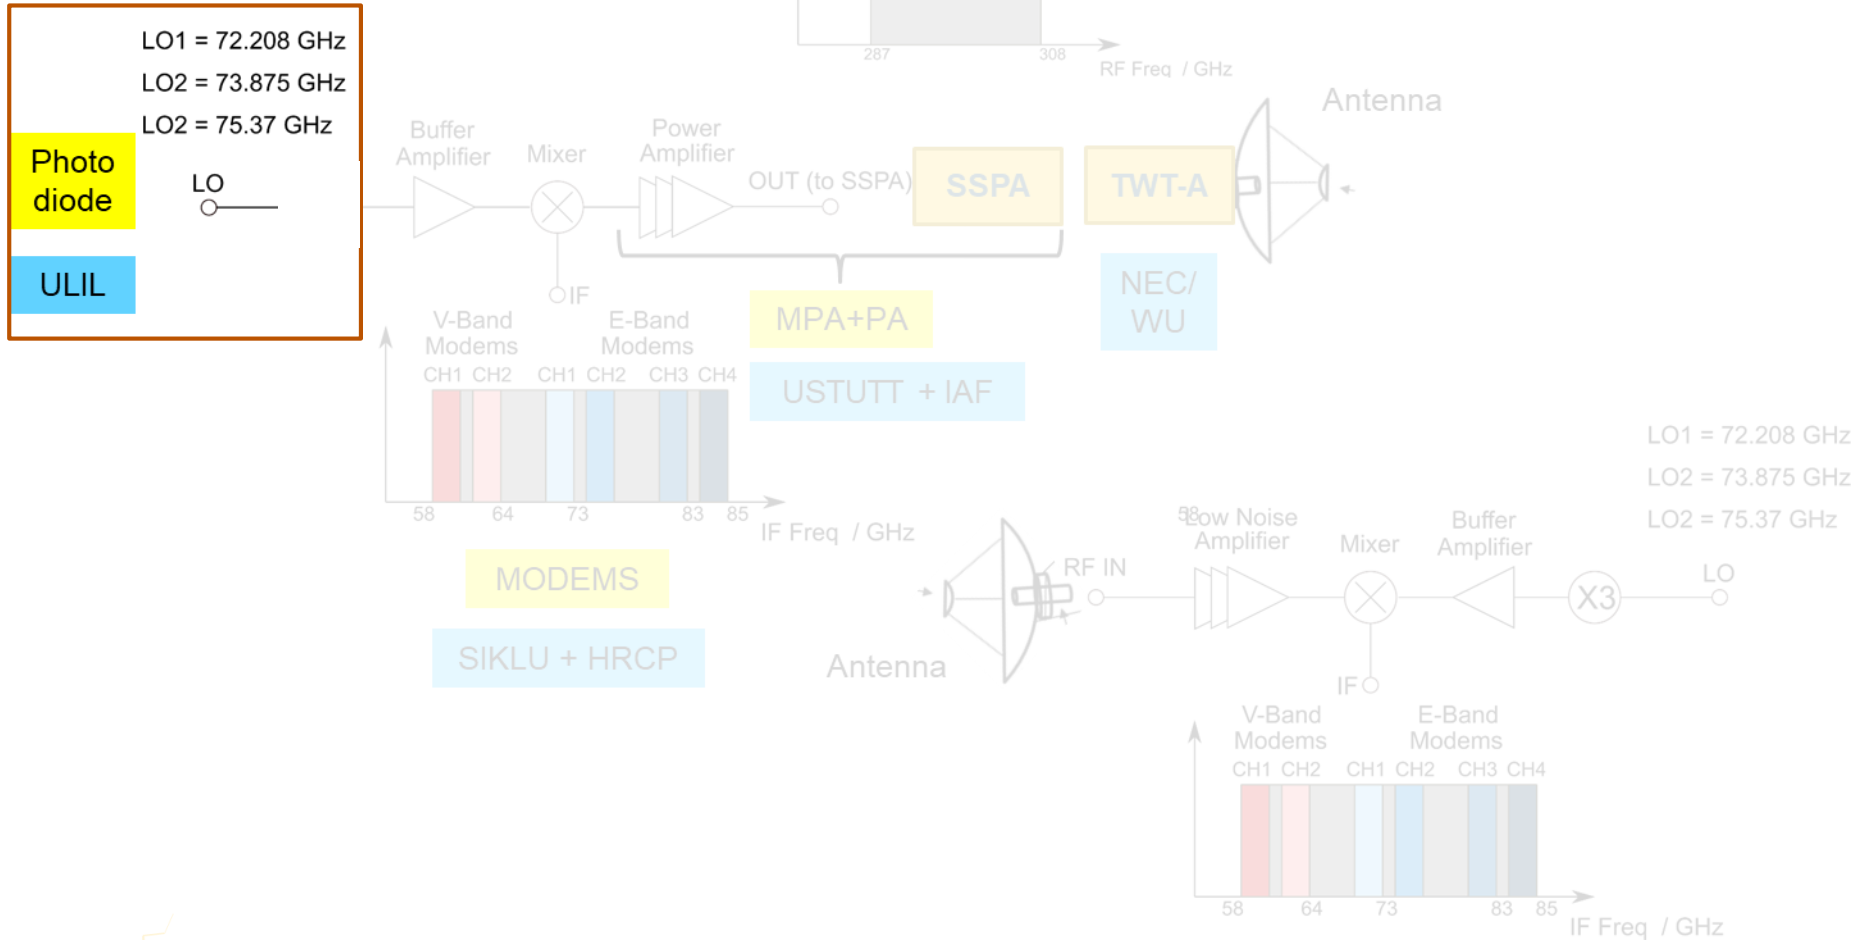 LO1 = 72.208 GHz
LO2 = 73.875 GHz
LO2 = 75.37 GHz
Photo
diode
LO
ULIL
287
308
RF Freq / GHz
Antenna
Buffer
Amplifier
Mixer
Power
Amplifier
OUT (to SSPA)
SSPA
TWT-A
IF
NEC/
WU
MPA+PA
USTUTT + IAF
V-Band
Modems
E-Band
Modems
CH1 CH2 CH1 CH2 CH3 CH4
58 64 73 83 85
IF Freq / GHz
MODEMS
SIKLU + HRCP
LO1 = 72.208 GHz
LO2 = 73.875 GHz
LO2 = 75.37 GHz
Antenna
RF IN
58
Low Noise
Amplifier
Mixer
Buffer
Amplifier
X3
LO
IF
V-Band
Modems
E-Band
Modems
CH1 CH2 CH1 CH2 CH3 CH4
58 64 73 83 85
IF Freq / GHz